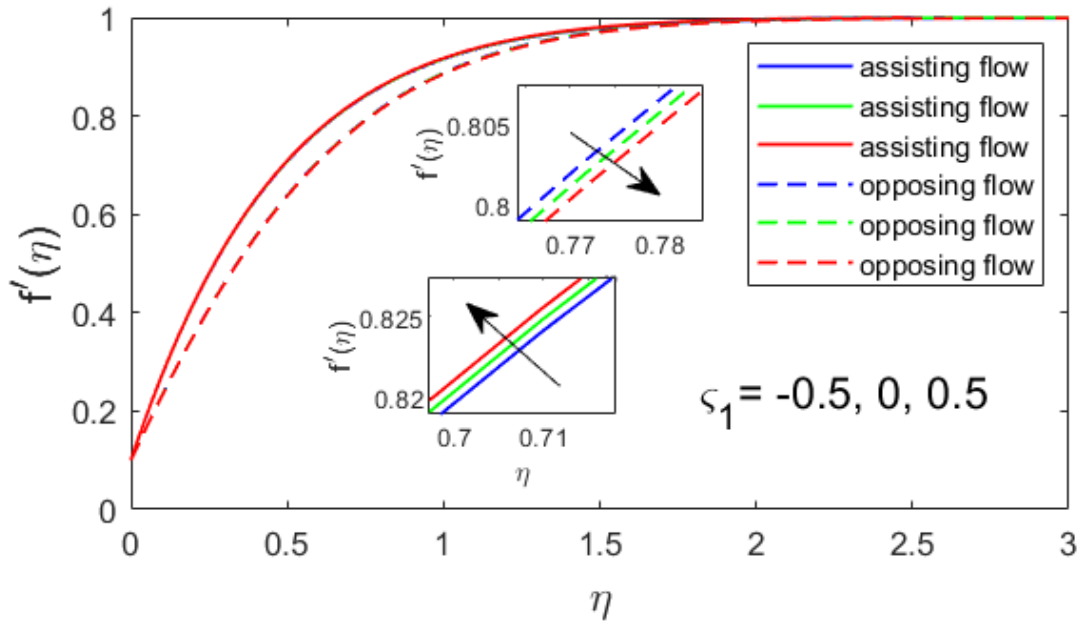 1
0.8
0.6
0.4
0.2
0
f′(η)
0
0.5
1
1.5
2
2.5
3
η
assisting flow
assisting flow
assisting flow
opposing flow
opposing flow
opposing flow
0.805
0.8
f′(η)
0.77
0.78
0.825
0.82
f′(η)
0.7
0.71
η
ς₁= -0.5, 0, 0.5